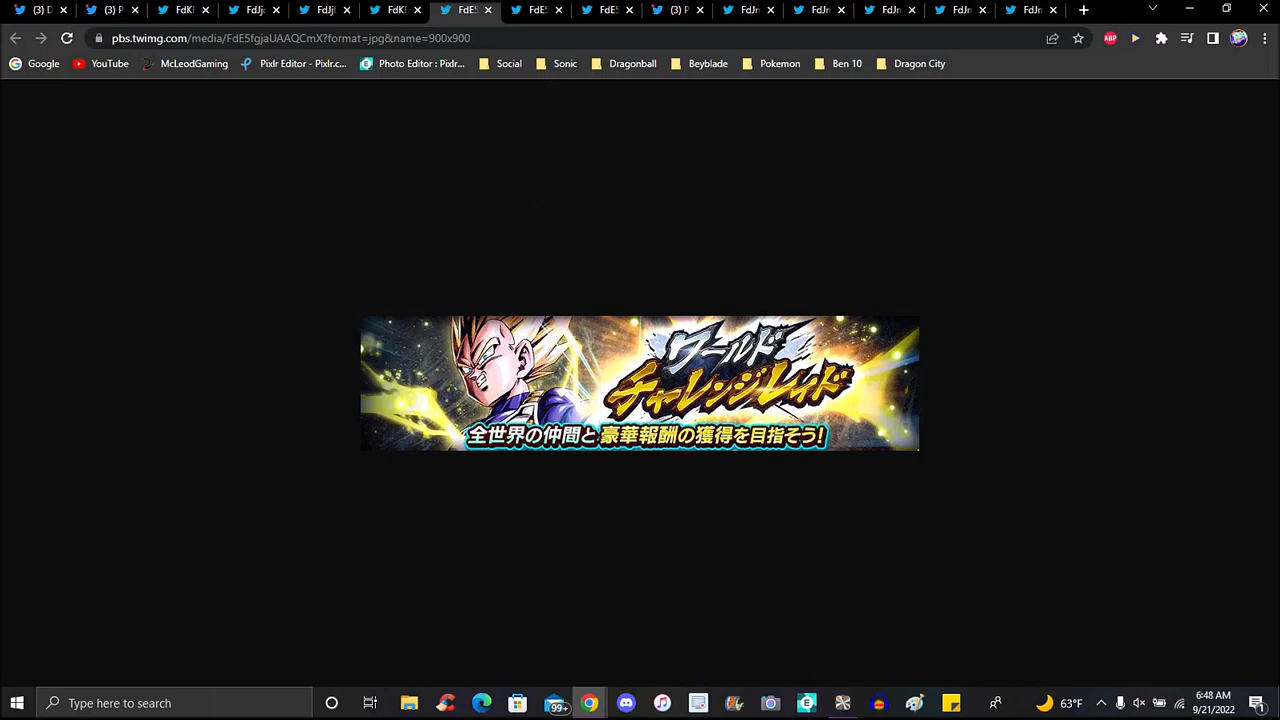 (3) D
(3) P
FdKl
FdJj
FdJjl
FdKl
FdE5
FdE5
FdE5
(3) P
FdJn
FdJn
FdJn
FdJn
FdJn
pbs.twimg.com/media/FdE5fgjaUAAQCmX?format=jpg&name=900x900
ABP
Google
YouTube
McLeodGaming
Pixlr Editor - Pixlr.c...
Photo Editor : Pixlr...
Social
Sonic
Dragonball
Beyblade
Pokemon
Ben 10
Dragon City
ワールド
チャレンジレイド
全世界の仲間と豪華報酬の獲得を目指そう!
Type here to search
99+
63°F
6:48 AM
9/21/2022